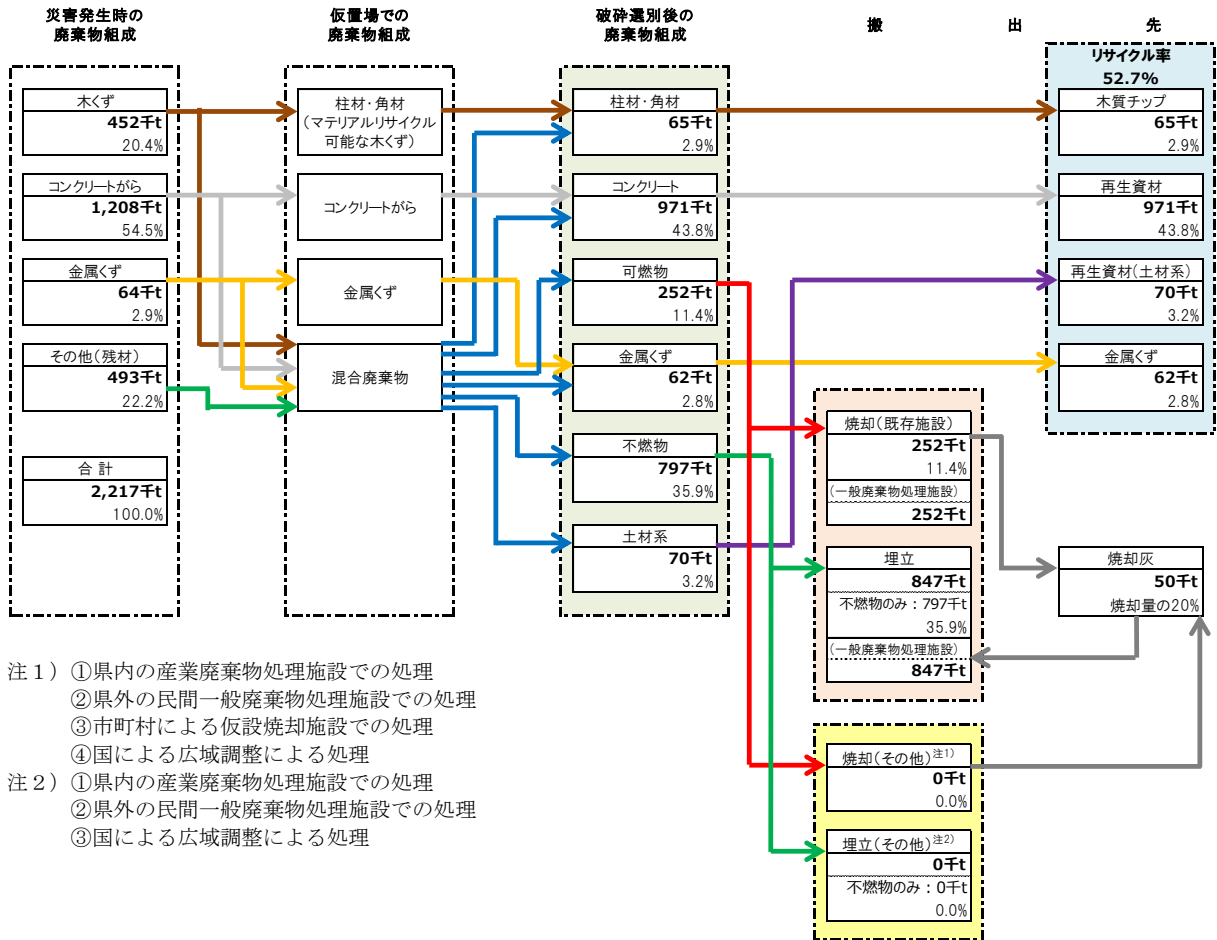 災害発生時の
廃棄物組成
仮置場での
廃棄物組成
破砕選別後の
廃棄物組成
搬 出 先
木くず
452千t
20.4%
コンクリートがら
1,208千t
54.5%
金属くず
64千t
2.9%
その他(残材)
493千t
22.2%
合 計
2,217千t
100.0%
柱材・角材
(マテリアルリサイクル
可能な木くず)
コンクリートがら
金属くず
混合廃棄物
柱材・角材
65千t
2.9%
コンクリート
971千t
43.8%
可燃物
252千t
11.4%
金属くず
62千t
2.8%
不燃物
797千t
35.9%
土材系
70千t
3.2%
リサイクル率
52.7%
木質チップ
65千t
2.9%
再生資材
971千t
43.8%
再生資材(土材系)
70千t
3.2%
金属くず
62千t
2.8%
焼却(既存施設)
252千t
11.4%
(一般廃棄物処理施設)
252千t
埋立
847千t
不燃物のみ：797千t
35.9%
(一般廃棄物処理施設)
847千t
焼却灰
50千t
焼却量の20%
焼却(その他)注1)
0千t
0.0%
埋立(その他)注2)
0千t
不燃物のみ：0千t
0.0%
注１）①県内の産業廃棄物処理施設での処理
②県外の民間一般廃棄物処理施設での処理
③市町村による仮設焼却施設での処理
④国による広域調整による処理
注２）①県内の産業廃棄物処理施設での処理
②県外の民間一般廃棄物処理施設での処理
③国による広域調整による処理